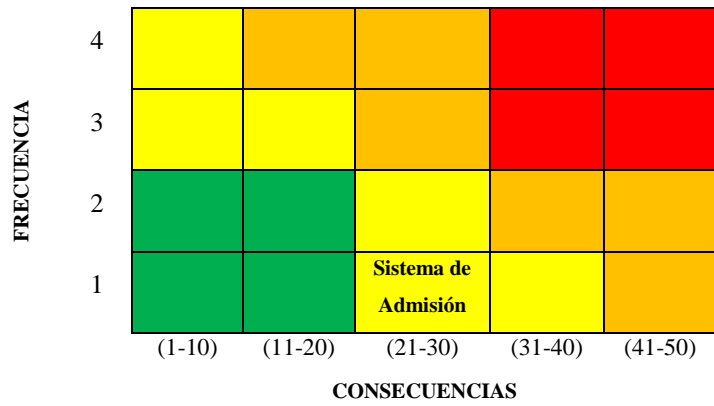 FRECUENCIA
4
3
2
1
Sistema de
Admisión
(1-10) (11-20) (21-30) (31-40) (41-50)
CONSECUENCIAS